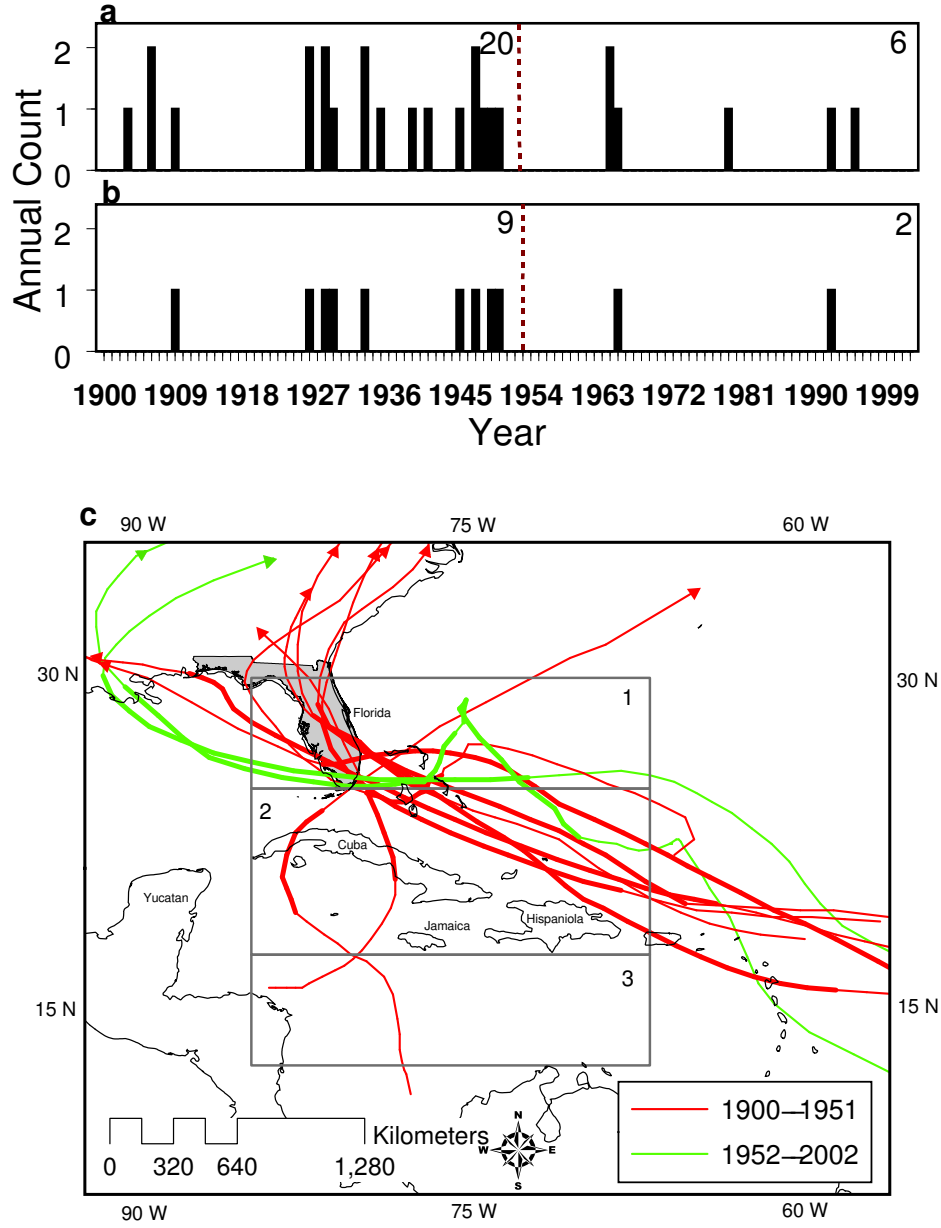 a
2
1
0
20
6
b
2
1
0
9
2
Annual Count
1900 1909 1918 1927 1936 1945 1954 1963 1972 1981 1990 1999
Year
c
90 W 75 W 60 W
30 N 30 N
1
Florida
2
Cuba
Yucatan
Jamaica
Hispaniola
3
15 N 15 N
Kilometers
0 320 640 1,280
N
W E
S
1900–1951
1952–2002
90 W 75 W 60 W